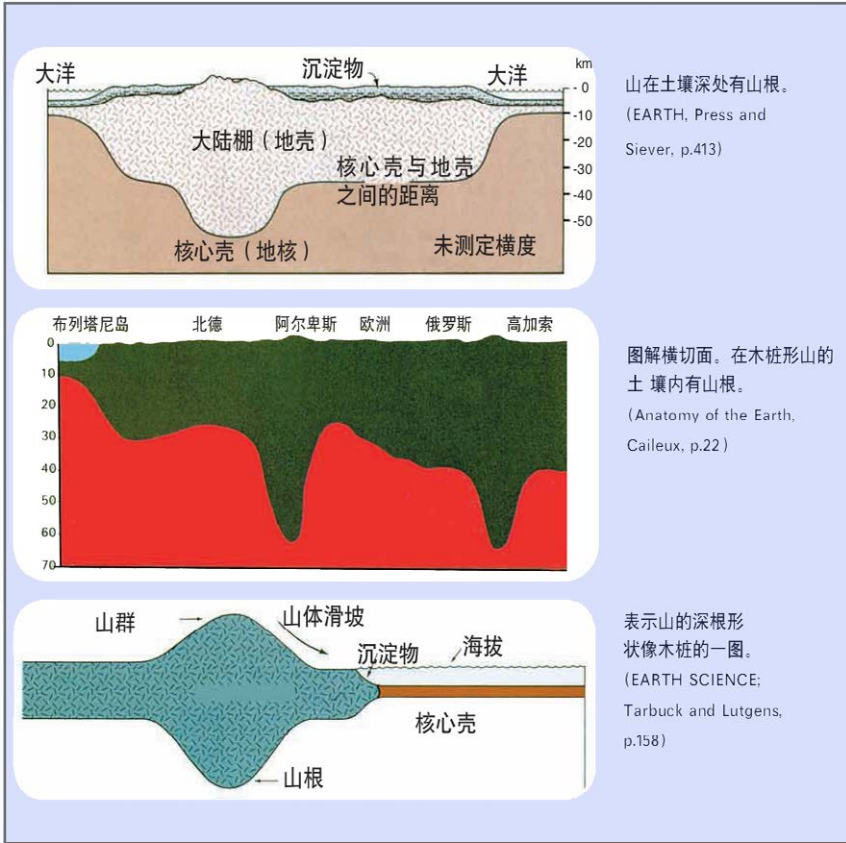 大洋
沉淀物
大洋
km
大陆棚（地壳）
核心壳与地壳
之间的距离
核心壳（地核）
未测定横度
- 0
-10
-20
-30
-40
-50
山在土壤深处有山根。
(EARTH, Press and
Siever, p.413)
布列塔尼岛 北德 阿尔卑斯 欧洲 俄罗斯 高加索
0
10
20
30
40
50
60
70
图解横切面。在木桩形山的
土 壤内有山根。
(Anatomy of the Earth,
Caileux, p.22 )
山群
山体滑坡
沉淀物
海拔
核心壳
山根
表示山的深根形
状像木桩的一图。
(EARTH SCIENCE;
Tarbuck and Lutgens,
p.158)